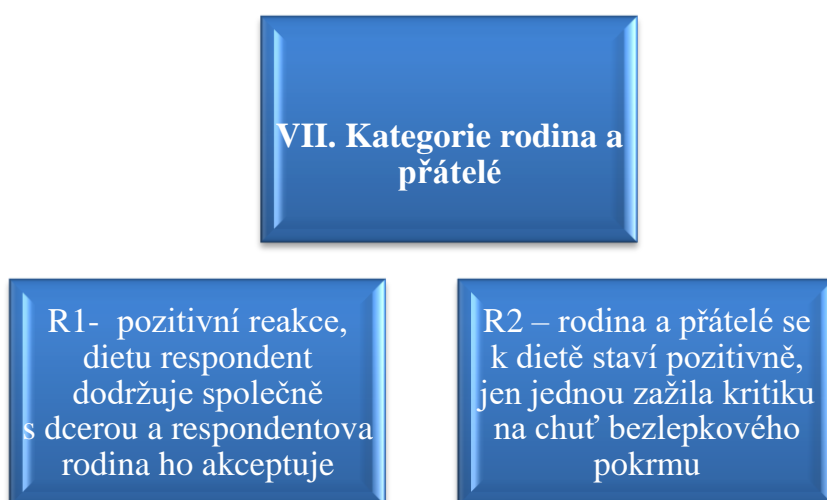 VII. Kategorie rodina a
přátelé
R1- pozitivní reakce,
dietu respondent
dodržuje společně
s dcerou a respondentova
rodina ho akceptuje
R2 – rodina a přátelé se
k dietě staví pozitivně,
jen jednou zažila kritiku
na chuť bezlepkového
pokrmu